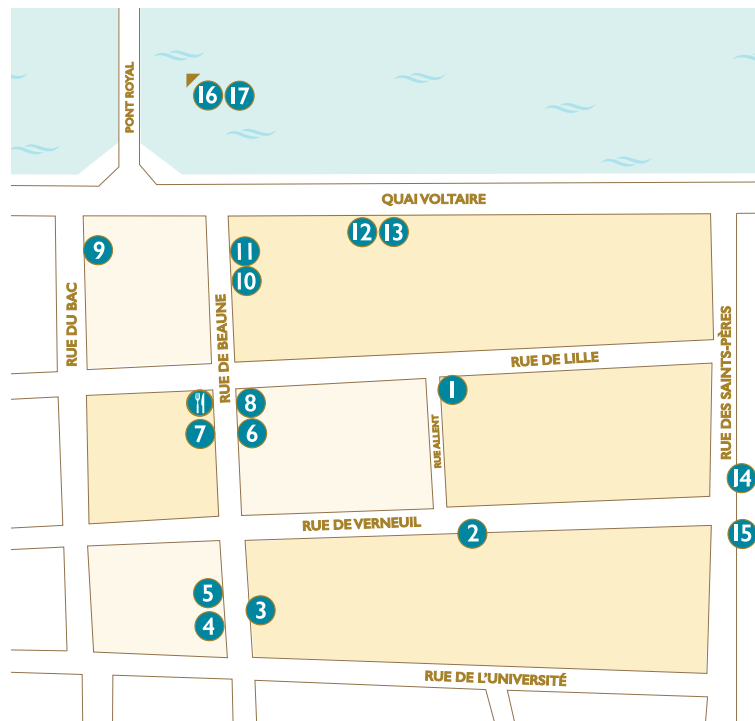 PONT ROYAL
16 17
QUAI VOLTAIRE
12 13
9
11
10
RUE DU BAC
RUE DE BEAUNE
RUE DES SAINTS-PÈRES
RUE DE LILLE
1
8
7
6
RUE ALLENT
14
RUE DE VERNEUIL
2
15
5
3
4
RUE DE L'UNIVERSITÉ